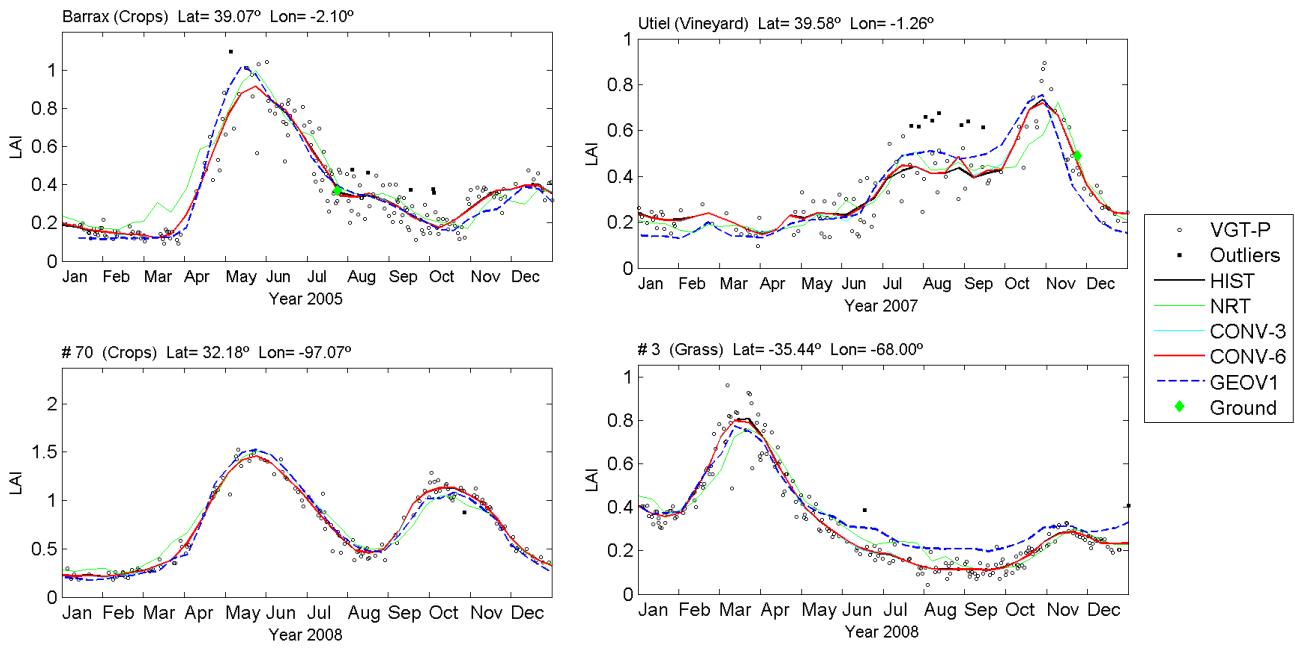 Barrax (Crops) Lat= 39.07º Lon= -2.10º
LAI
1
0.8
0.6
0.4
0.2
0
Jan Feb Mar Apr May Jun Jul Aug Sep Oct Nov Dec
Year 2005
Utiel (Vineyard) Lat= 39.58º Lon= -1.26º
LAI
1
0.8
0.6
0.4
0.2
0
Jan Feb Mar Apr May Jun Jul Aug Sep Oct Nov Dec
Year 2007
# 70 (Crops) Lat= 32.18º Lon= -97.07º
LAI
2
1.5
1
0.5
0
Jan Feb Mar Apr May Jun Jul Aug Sep Oct Nov Dec
Year 2008
# 3 (Grass) Lat= -35.44º Lon= -68.00º
LAI
1
0.8
0.6
0.4
0.2
0
Jan Feb Mar Apr May Jun Jul Aug Sep Oct Nov Dec
Year 2008
VGT-P
Outliers
HIST
NRT
CONV-3
CONV-6
GEOV1
Ground